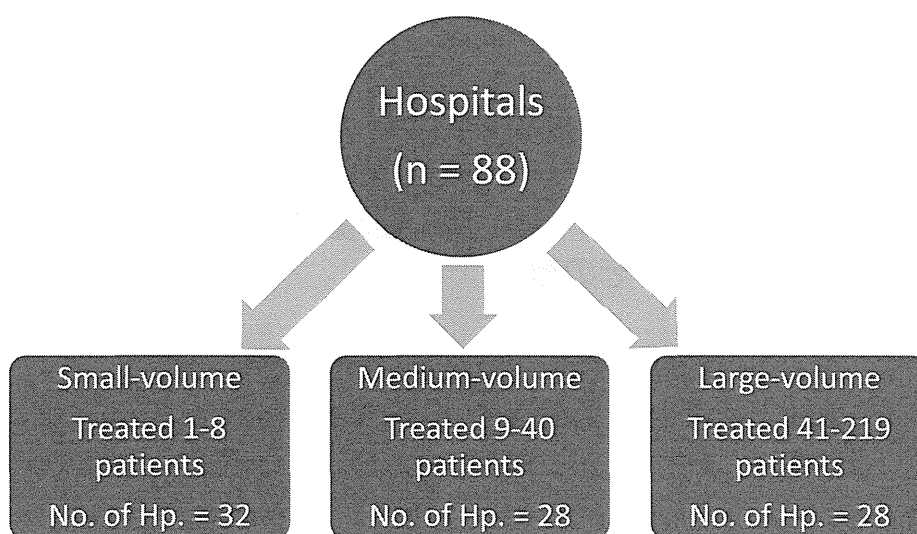 Hospitals
(n = 88)
Small-volume
Treated 1-8
patients
No. of Hp. = 32
Medium-volume
Treated 9-40
patients
No. of Hp. = 28
Large-volume
Treated 41-219
patients
No. of Hp. = 28